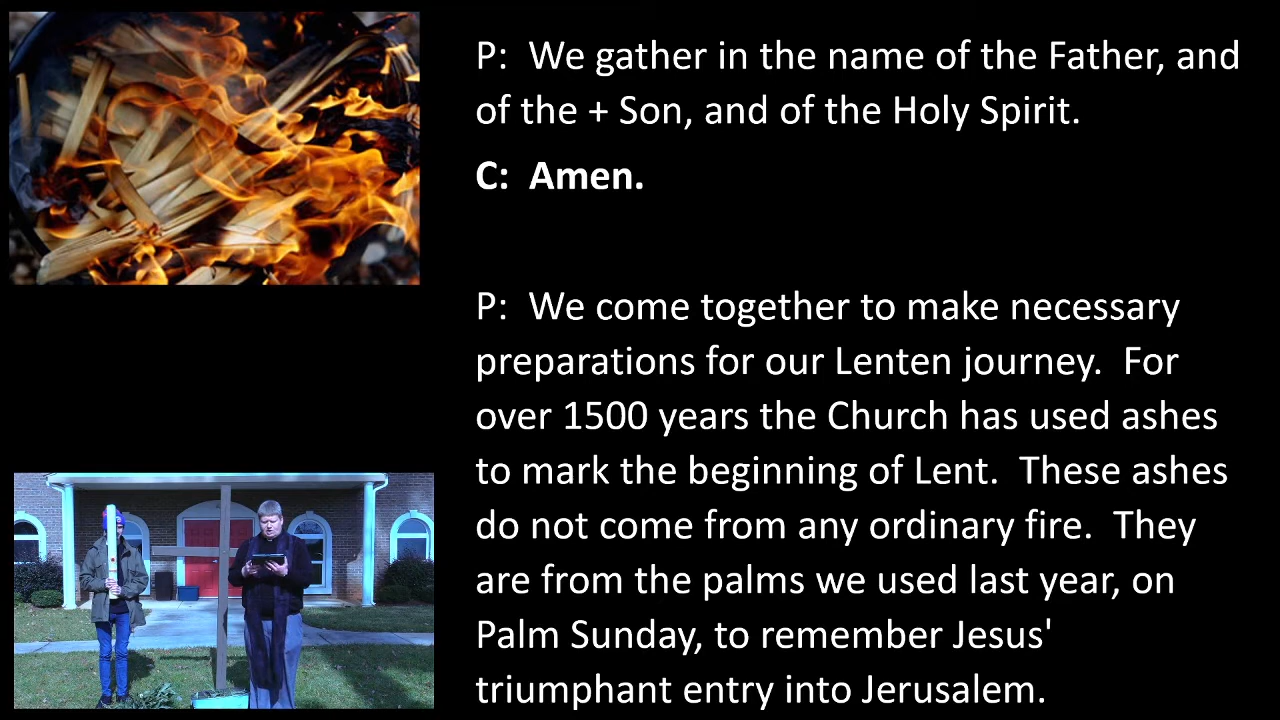 P:  We gather in the name of the Father, and
of the + Son, and of the Holy Spirit.
C:  Amen.
P:  We come together to make necessary
preparations for our Lenten journey.  For
over 1500 years the Church has used ashes
to mark the beginning of Lent.  These ashes
do not come from any ordinary fire.  They
are from the palms we used last year, on
Palm Sunday, to remember Jesus'
triumphant entry into Jerusalem.